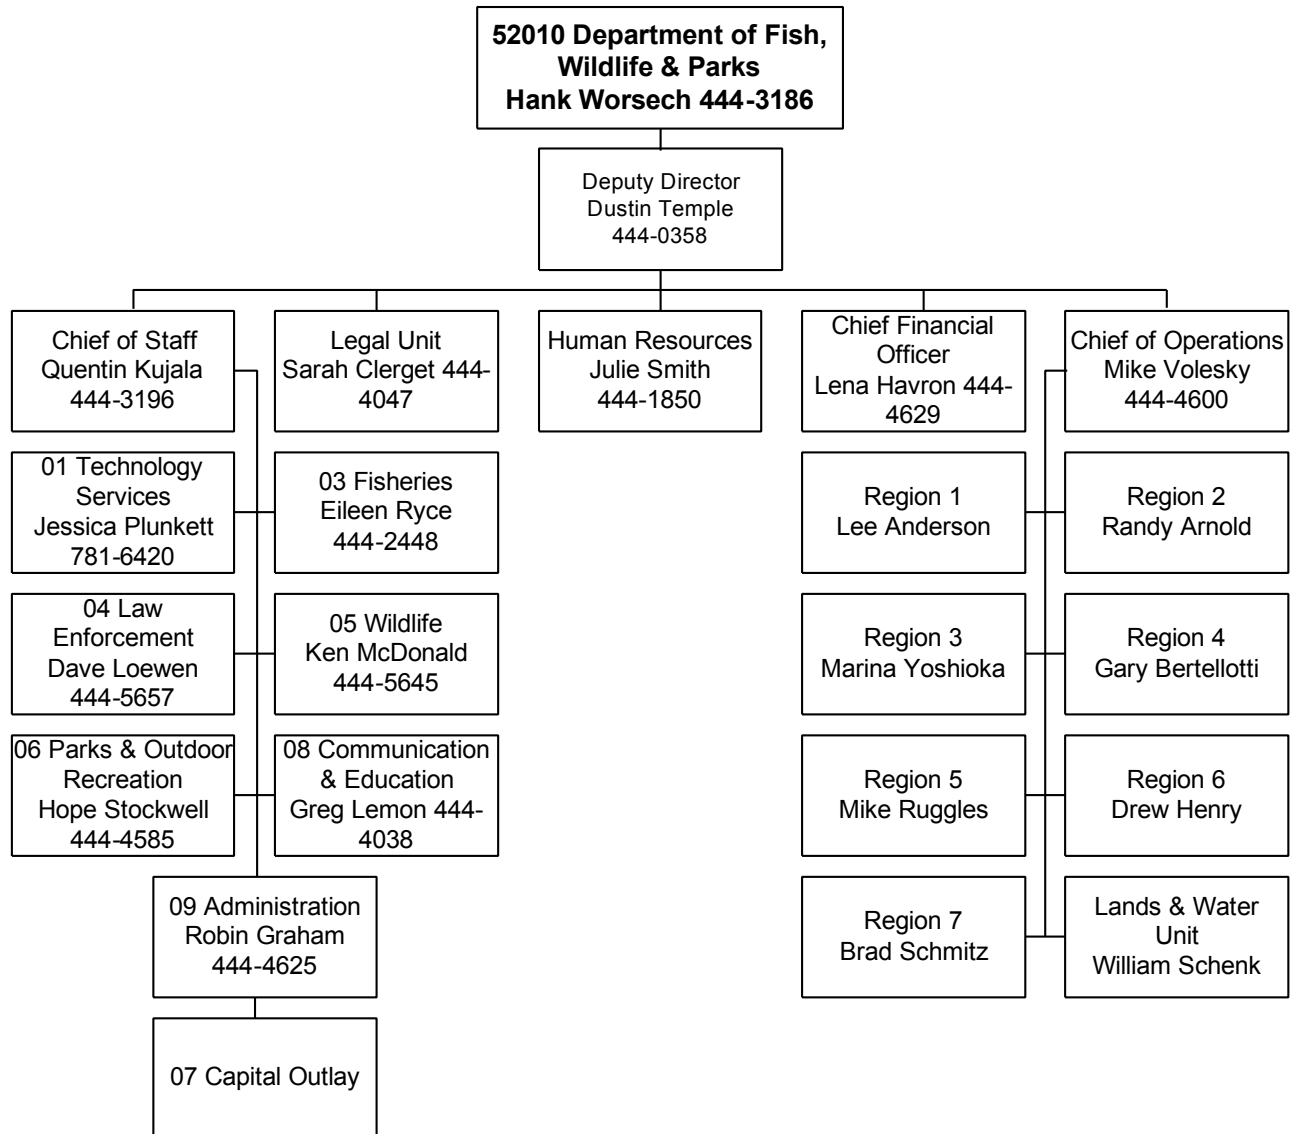 52010 Department of Fish,
Wildlife & Parks
Hank Worsech 444-3186
Deputy Director
Dustin Temple
444-0358
Chief of Staff
Quentin Kujala
444-3196
Legal Unit
Sarah Clerget 444-
4047
Human Resources
Julie Smith
444-1850
Chief Financial
Officer
Lena Havron 444-
4629
Chief of Operations
Mike Volesky
444-4600
01 Technology
Services
Jessica Plunkett
781-6420
03 Fisheries
Eileen Ryce
444-2448
Region 1
Lee Anderson
Region 2
Randy Arnold
04 Law
Enforcement
Dave Loewen
444-5657
05 Wildlife
Ken McDonald
444-5645
Region 3
Marina Yoshioka
Region 4
Gary Bertellotti
06 Parks & Outdoor
Recreation
Hope Stockwell
444-4585
08 Communication
& Education
Greg Lemon 444-
4038
Region 5
Mike Ruggles
Region 6
Drew Henry
09 Administration
Robin Graham
444-4625
Region 7
Brad Schmitz
Lands & Water
Unit
William Schenk
07 Capital Outlay